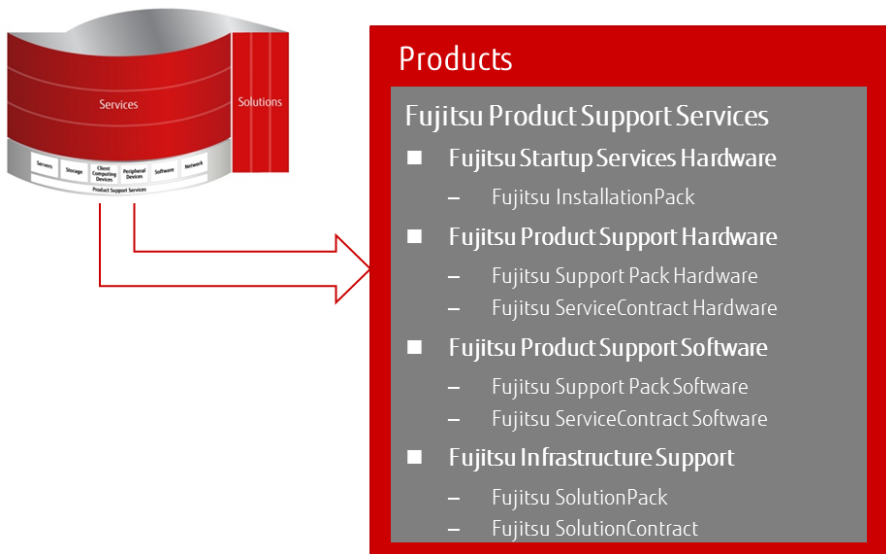 Services
Solutions
Servers
Storage
Client
Computing
Devices
Peripheral
Devices
Software
Network
Product Support Services
Products
Fujitsu Product Support Services
Fujitsu Startup Services Hardware
– Fujitsu InstallationPack
Fujitsu Product Support Hardware
– Fujitsu Support Pack Hardware
– Fujitsu ServiceContract Hardware
Fujitsu Product Support Software
– Fujitsu Support Pack Software
– Fujitsu ServiceContract Software
Fujitsu Infrastructure Support
– Fujitsu SolutionPack
– Fujitsu SolutionContract